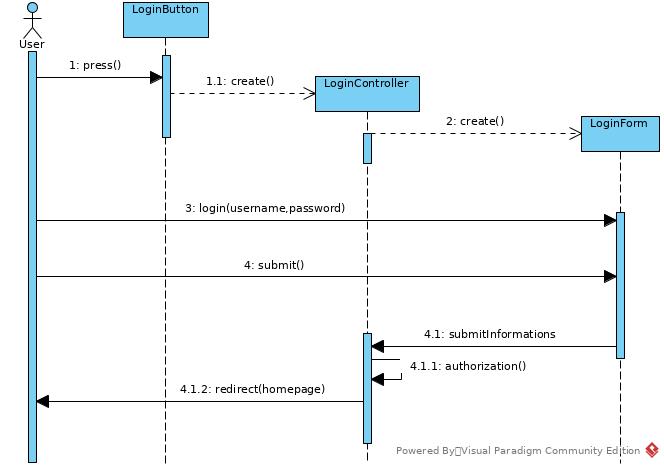 LoginButton
User
1: press()
1.1: create()
LoginController
2: create()
LoginForm
3: login(username,password)
4: submit()
4.1: submitInformations
4.1.1: authorization()
4.1.2: redirect(homepage)
Powered By Visual Paradigm Community Edition